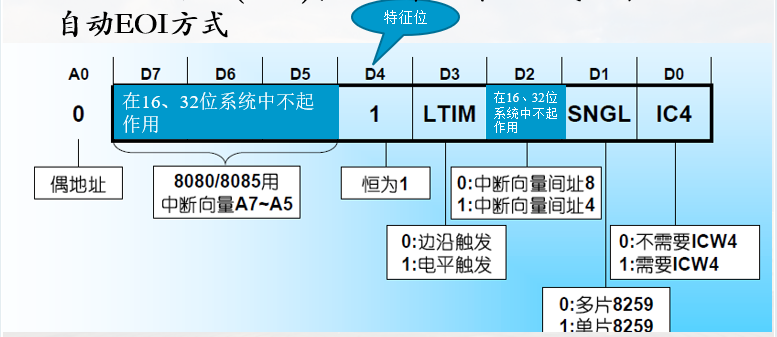 自动EOI方式
特征位
A0 D7 D6 D5 D4 D3 D2 D1 D0
0 在16、32位系统中不起作用 1 LTIM 在16、32位系统中不起作用 SNGL IC4
偶地址
8080/8085用
中断向量A7~A5
恒为1
0:中断向量间址8
1:中断向量间址4
0:边沿触发
1:电平触发
0:不需要ICW4
1:需要ICW4
0:多片8259
1:单片8259